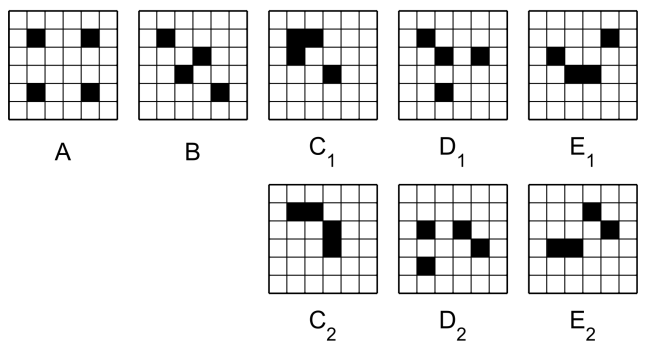 A B C₁ D₁ E₁
C₂ D₂ E₂